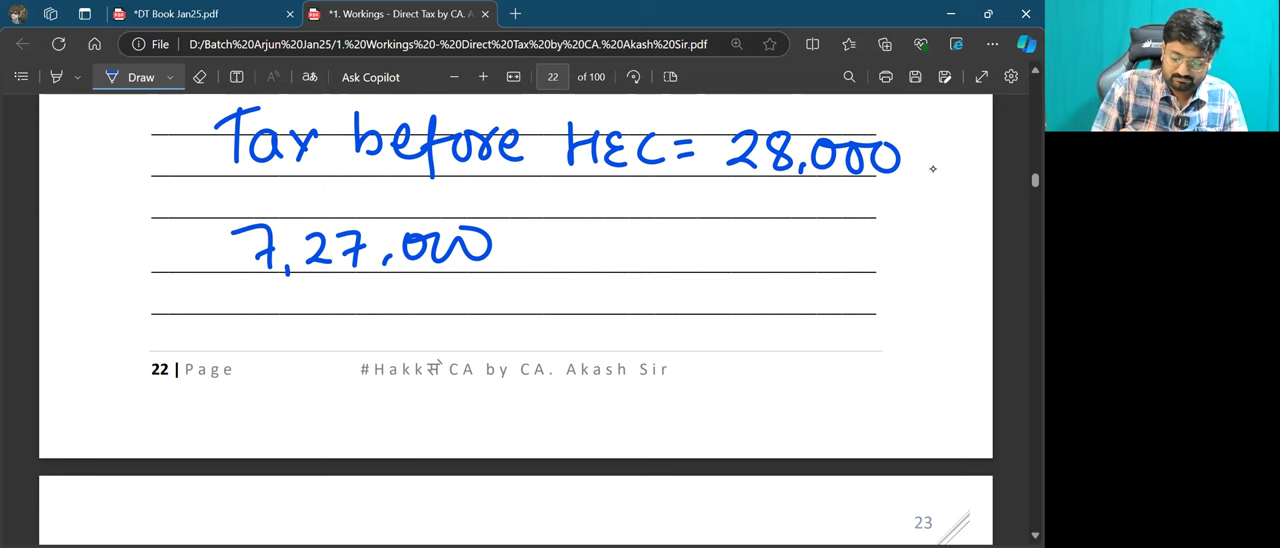 *DT Book Jan25.pdf
*1. Workings - Direct Tax by CA. A
File
D:/Batch%20Arjun%20Jan25/1.%20Workings%20-%20Direct%20Tax%20by%20CA.%20Akash%20Sir.pdf
Draw
Ask Copilot
22 of 100
Tax before HEC = 28,000
7,27,000
22 | Page #Hakkसे CA by CA. Akash Sir
23